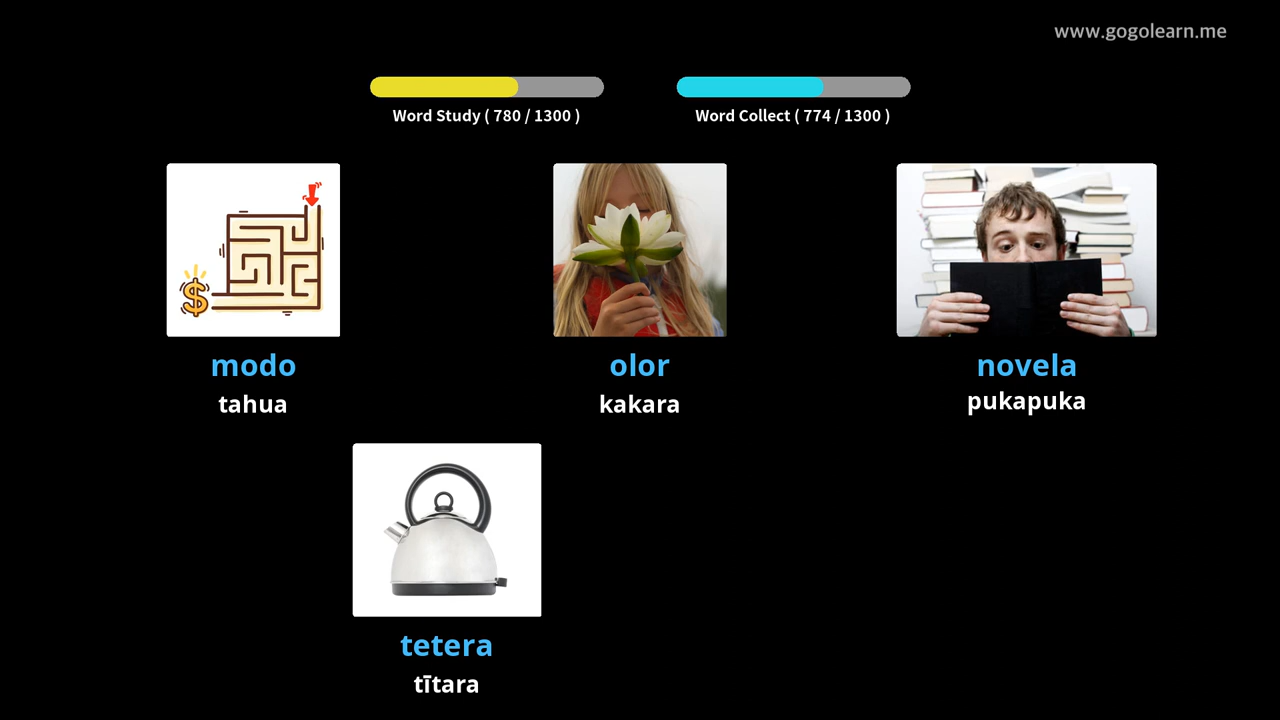 www.gogolearn.me
Word Study ( 780 / 1300 )
Word Collect ( 774 / 1300 )
modo
tahua
olor
kakara
novela
pukapuka
tetera
tītara